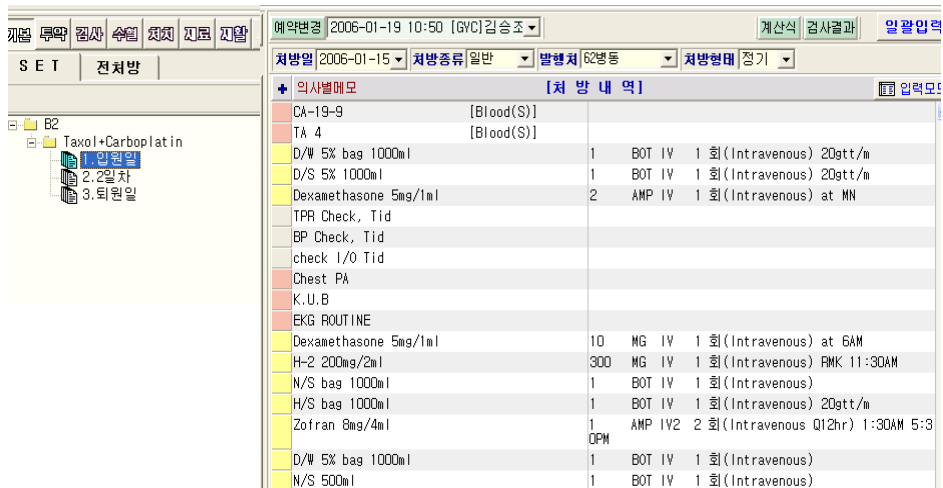 기본 투약 검사 수혈 처치 지료 재활
SET 전처방
B2
Taxol+Carboplatin
1.입원일
2.2일차
3.퇴원일
예약변경 2006-01-19 10:50 [GYC]김승조
계산식 검사결과 일괄입력
처방일 2006-01-15 처방종류 일반 발행처 62병동 처방형태 정기
+ 의사별메모 [처 방 내 역] 입력모드
CA-19-9 [Blood(S)]
TA 4 [Blood(S)]
D/W 5% bag 1000ml 1 BOT IV 1 회(Intravenous) 20gtt/m
D/S 5% 1000ml 1 BOT IV 1 회(Intravenous) 20gtt/m
Dexamethasone 5mg/1ml 2 AMP IV 1 회(Intravenous) at MN
TPR Check, Tid
BP Check, Tid
check I/O Tid
Chest PA
K.U.B
EKG ROUTINE
Dexamethasone 5mg/1ml 10 MG IV 1 회(Intravenous) at 6AM
H-2 200mg/2ml 300 MG IV 1 회(Intravenous) RMK 11:30AM
N/S bag 1000ml 1 BOT IV 1 회(Intravenous)
H/S bag 1000ml 1 BOT IV 1 회(Intravenous) 20gtt/m
Zofran 8mg/4ml 1 AMP IV2 2 회(Intravenous Q12hr) 1:30AM 5:3
0PM
D/W 5% bag 1000ml 1 BOT IV 1 회(Intravenous)
N/S 500ml 1 BOT IV 1 회(Intravenous)